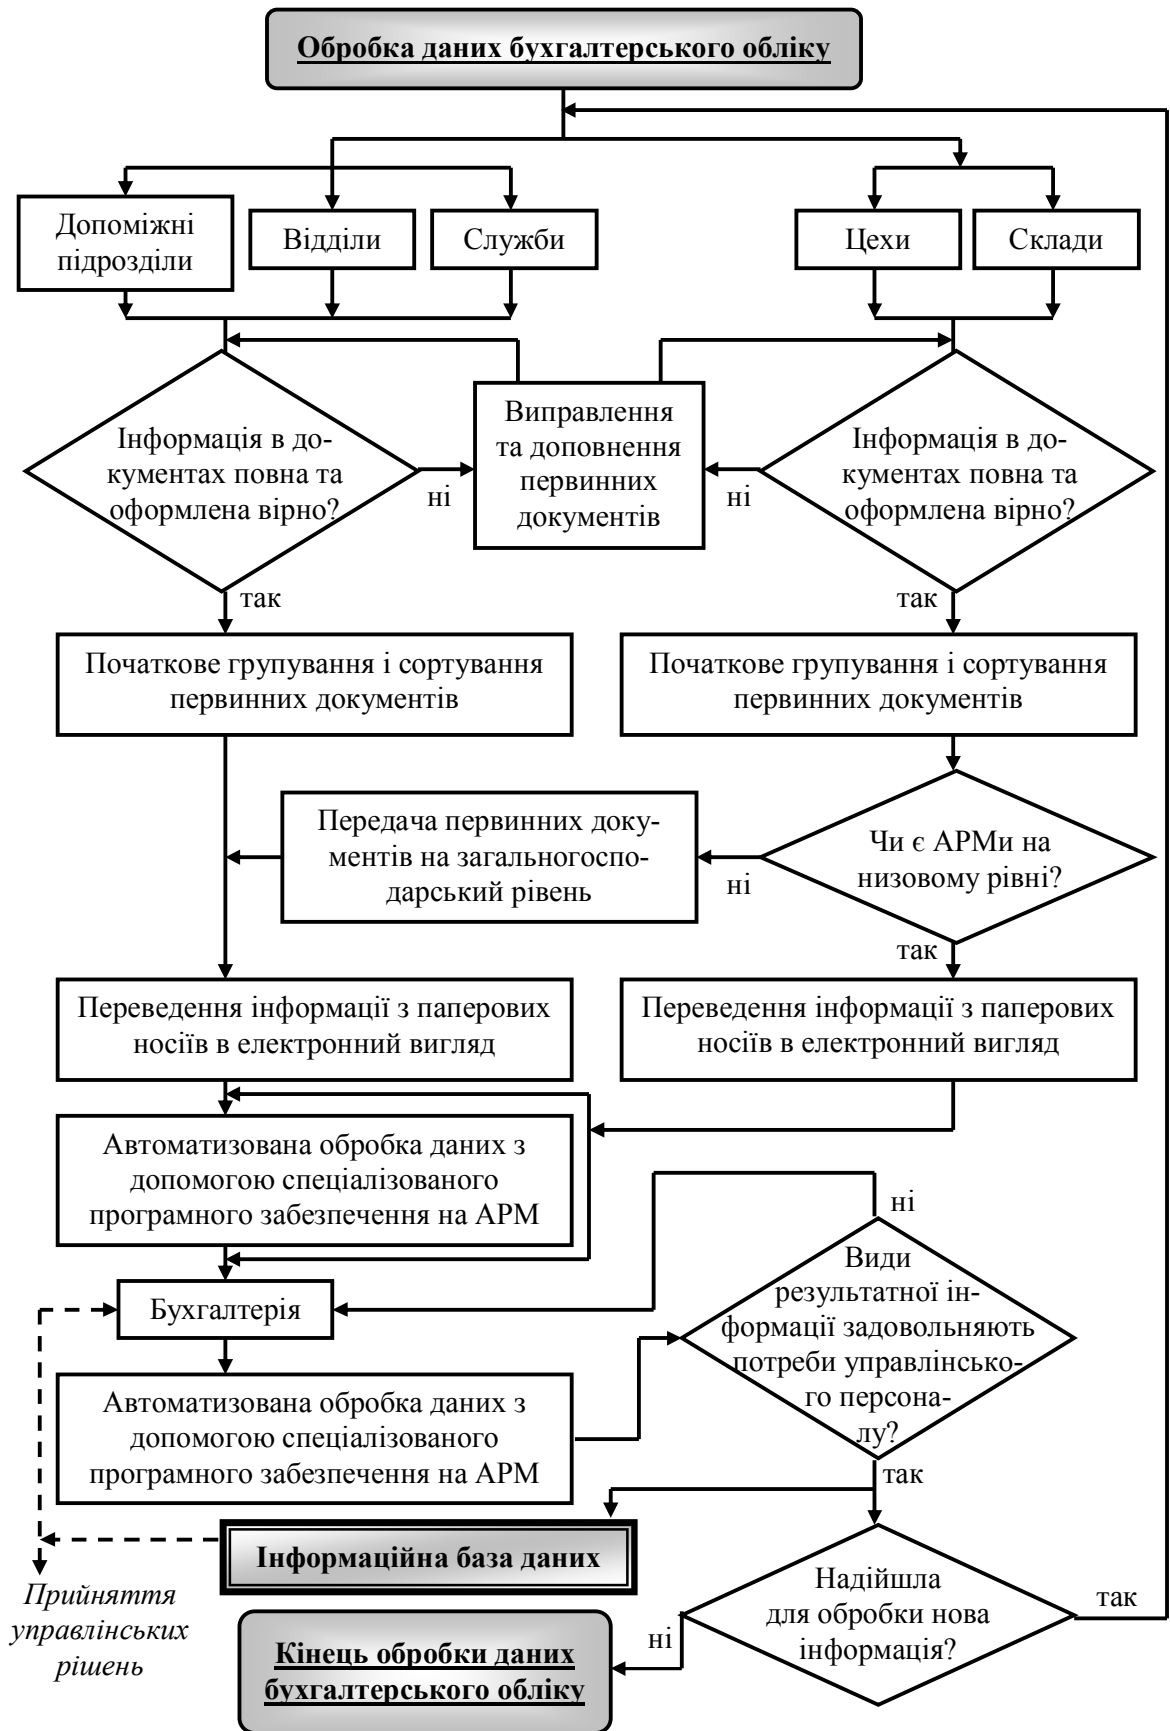 Обробка даних бухгалтерського обліку
Допоміжні
підрозділи
Відділи
Служби
Цехи
Склади
Інформація в до-
кументах повна та
оформлена вірно?
ні
Виправлення
та доповнення
первинних
документів
ні
Інформація в до-
кументах повна та
оформлена вірно?
так
так
Початкове групування і сортування
первинних документів
Початкове групування і сортування
первинних документів
Передача первинних доку-
ментів на загальногоспо-
дарський рівень
ні
Чи є АРМи на
низовому рівні?
так
Переведення інформації з паперових
носіїв в електронний вигляд
Переведення інформації з паперових
носіїв в електронний вигляд
Автоматизована обробка даних з
допомогою спеціалізованого
програмного забезпечення на АРМ
ні
Бухгалтерія
Види
результатної ін-
формації задовольняють
потреби управлінсько-
го персона-
лу?
Автоматизована обробка даних з
допомогою спеціалізованого
програмного забезпечення на АРМ
так
Інформаційна база даних
Прийняття
управлінських
рішень
Надійшла
для обробки нова
інформація?
так
ні
Кінець обробки даних
бухгалтерського обліку